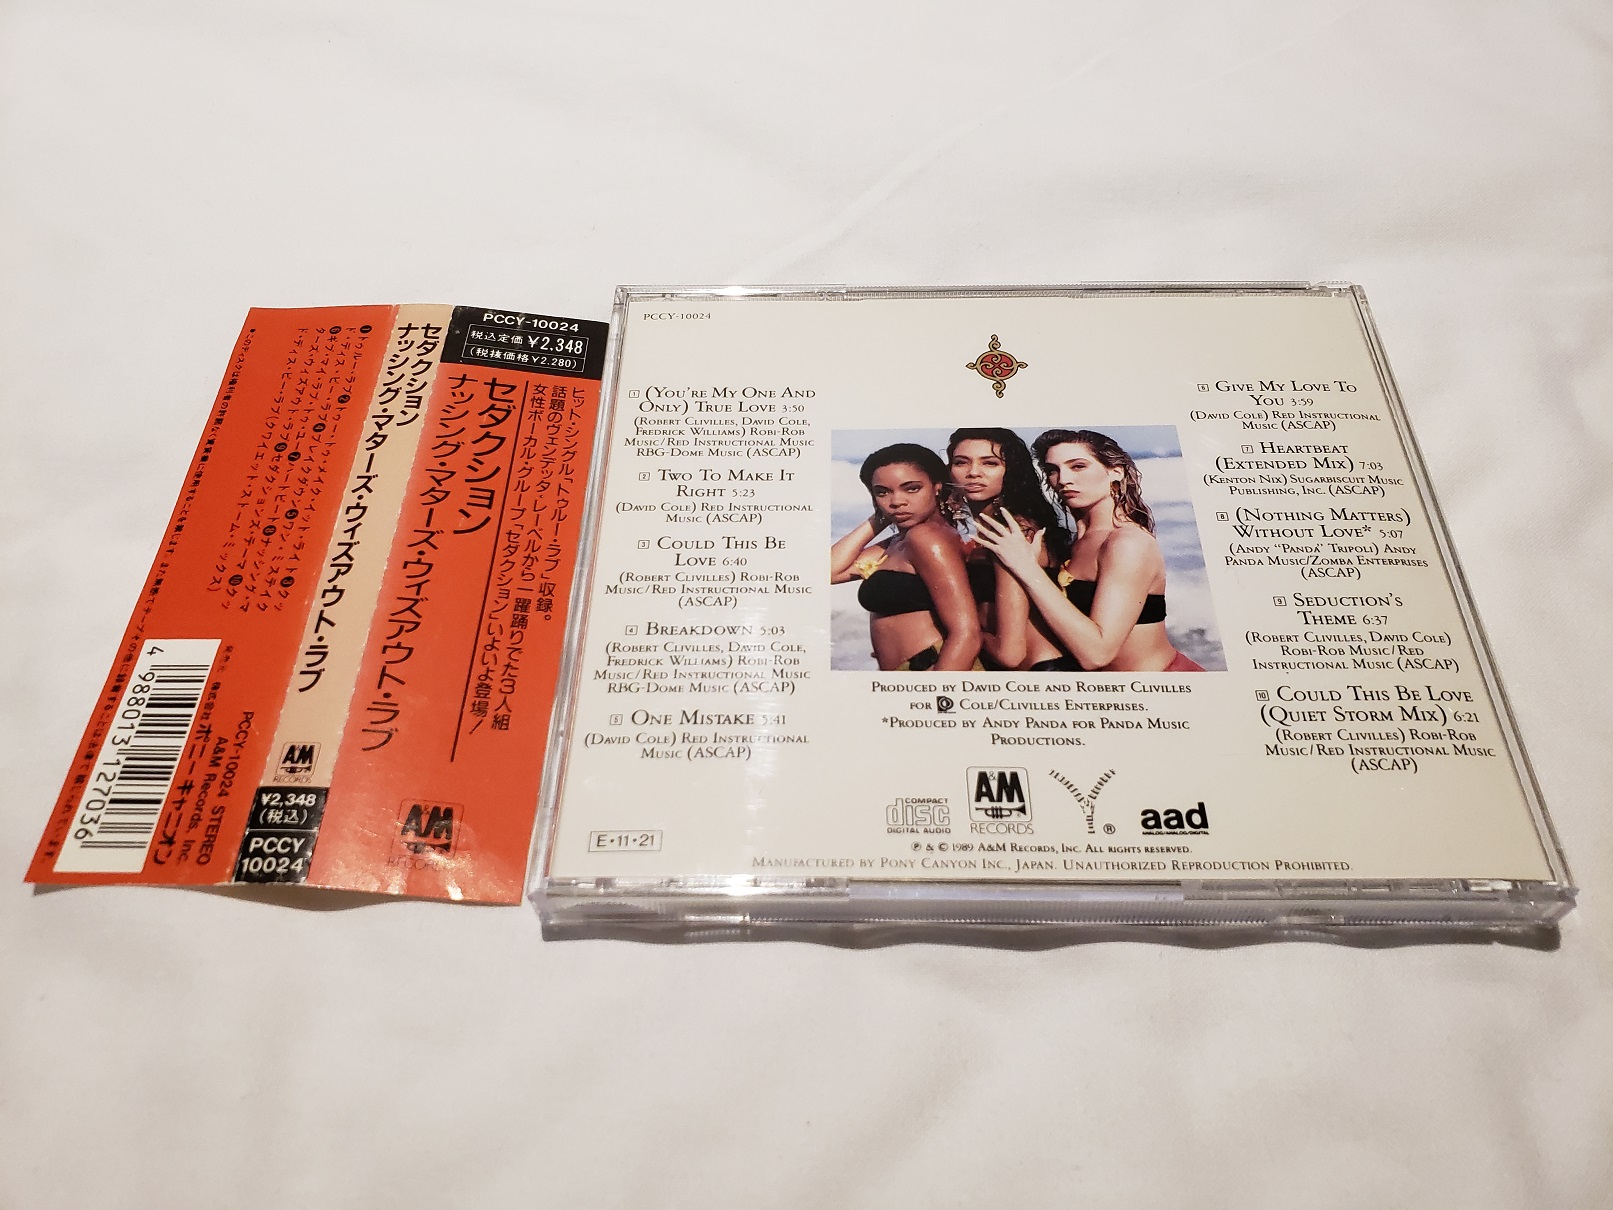 PCCY-10024
税込定価 ¥2,348
(税抜価格¥2,280)
ヒット・シングル「トゥルー・ラブ」収録。
話題のヴェンデッタ・レーベルから一躍踊りでた3人組
女性ボーカル・グループ「セダクション」いよいよ登場!
セダクション
ナッシング・マターズ・ウィズアウト・ラブ
A&M
RECORDS
セダクション
ナッシング・マターズ・ウィズアウト・ラブ
A&M
RECORDS
¥2,348
(税込)
PCCY
10024
PCCY-10024 STEREO
A&M Records, Inc.
株式会社ポニーキャニオン
4 988013 127036
PCCY-10024
1 (You're My One And
Only) True Love 3:50
(Robert Clivilles, David Cole,
Fredrick Williams) Robi-Rob
Music/Red Instructional Music
RBG-Dome Music (ASCAP)
2 Two To Make It
Right 5:23
(David Cole) Red Instructional
Music (ASCAP)
3 Could This Be
Love 6:40
(Robert Clivilles) Robi-Rob
Music/Red Instructional Music
(ASCAP)
4 Breakdown 5:03
(Robert Clivilles, David Cole,
Fredrick Williams) Robi-Rob
Music/Red Instructional Music
RBG-Dome Music (ASCAP)
5 One Mistake 5:41
(David Cole) Red Instructional
Music (ASCAP)
6 Give My Love To
You 3:59
(David Cole) Red Instructional
Music (ASCAP)
7 Heartbeat
(Extended Mix) 7:03
(Kenton Nix) Sugarbiscuit Music
Publishing, Inc. (ASCAP)
8 (Nothing Matters)
Without Love* 5:07
(Andy "Panda" Tripoli) Andy
Panda Music/Zomba Enterprises
(ASCAP)
9 Seduction's
Theme 6:37
(Robert Clivilles, David Cole)
Robi-Rob Music/Red
Instructional Music (ASCAP)
10 Could This Be Love
(Quiet Storm Mix) 6:21
(Robert Clivilles) Robi-Rob
Music/Red Instructional Music
(ASCAP)
Produced by David Cole and Robert Clivilles
for Cole/Clivilles Enterprises.
*Produced by Andy Panda for Panda Music
Productions.
COMPACT
disc
DIGITAL AUDIO
A&M
RECORDS
®
aad
ANALOG/ANALOG/DIGITAL
E・11・21
℗ & © 1989 A&M Records, Inc. All rights reserved.
Manufactured by Pony Canyon Inc., Japan. Unauthorized Reproduction Prohibited.